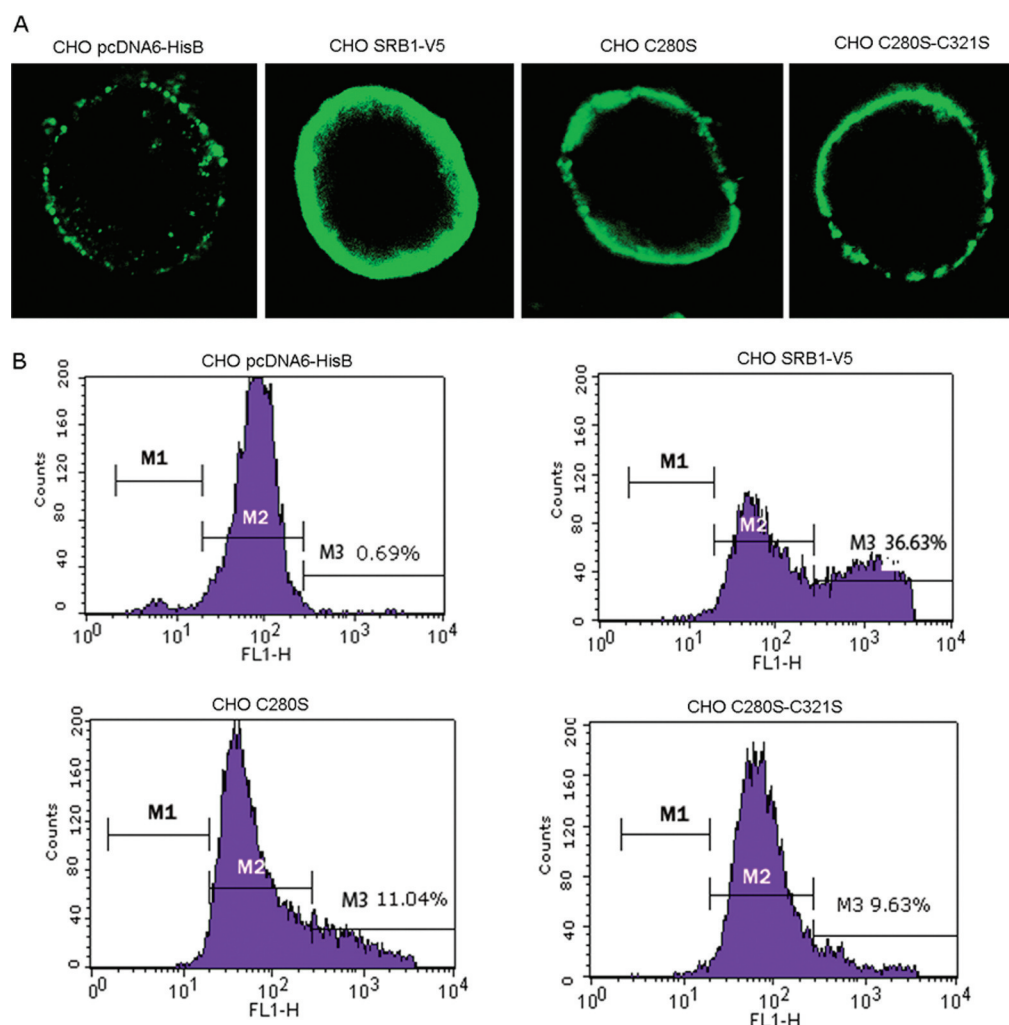 A
CHO pcDNA6-HisB CHO SRB1-V5 CHO C280S CHO C280S-C321S
B
CHO pcDNA6-HisB
200
160
120
80
40
0
Counts
M1
M2
M3 0.69%
10^0 10^1 10^2 10^3 10^4
FL1-H
CHO SRB1-V5
200
160
120
80
40
0
Counts
M1
M2
M3 36.63%
10^0 10^1 10^2 10^3 10^4
FL1-H
CHO C280S
200
160
120
80
40
0
Counts
M1
M2
M3 11.04%
10^0 10^1 10^2 10^3 10^4
FL1-H
CHO C280S-C321S
200
160
120
80
40
0
Counts
M1
M2
M3 9.63%
10^0 10^1 10^2 10^3 10^4
FL1-H